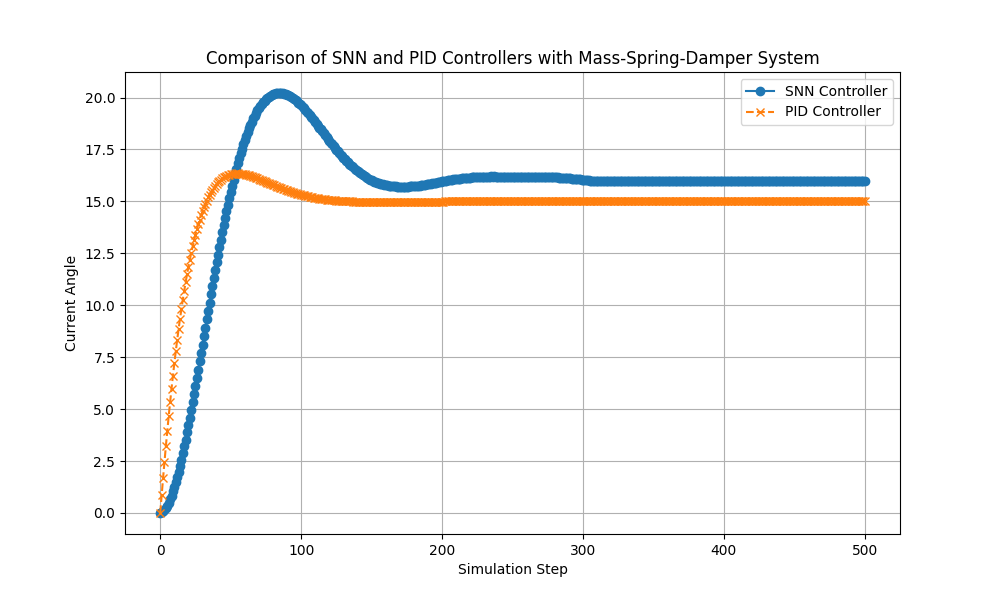 Comparison of SNN and PID Controllers with Mass-Spring-Damper System
SNN Controller
PID Controller
20.0
17.5
15.0
12.5
10.0
7.5
5.0
2.5
0.0
Current Angle
0 100 200 300 400 500
Simulation Step